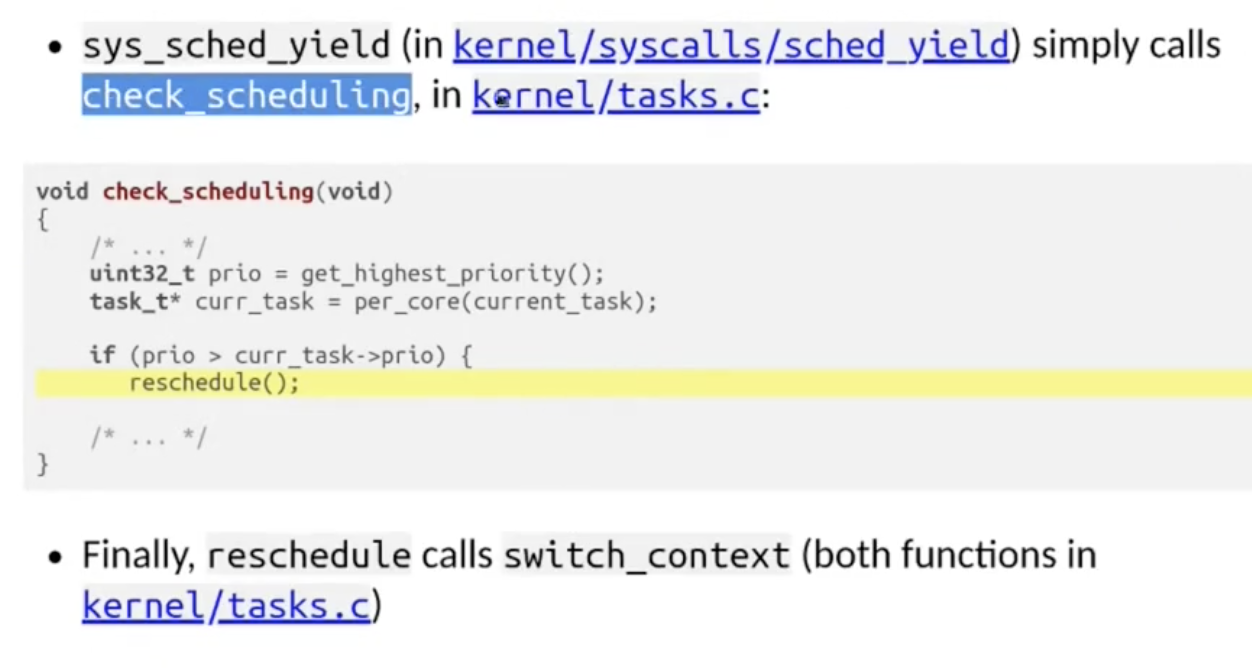 • sys_sched_yield (in kernel/syscalls/sched_yield) simply calls
check_scheduling, in kernel/tasks.c:
void check_scheduling(void)
{
/* ... */
uint32_t prio = get_highest_priority();
task_t* curr_task = per_core(current_task);
if (prio > curr_task->prio) {
reschedule();
/* ... */
}
• Finally, reschedule calls switch_context (both functions in
kernel/tasks.c)